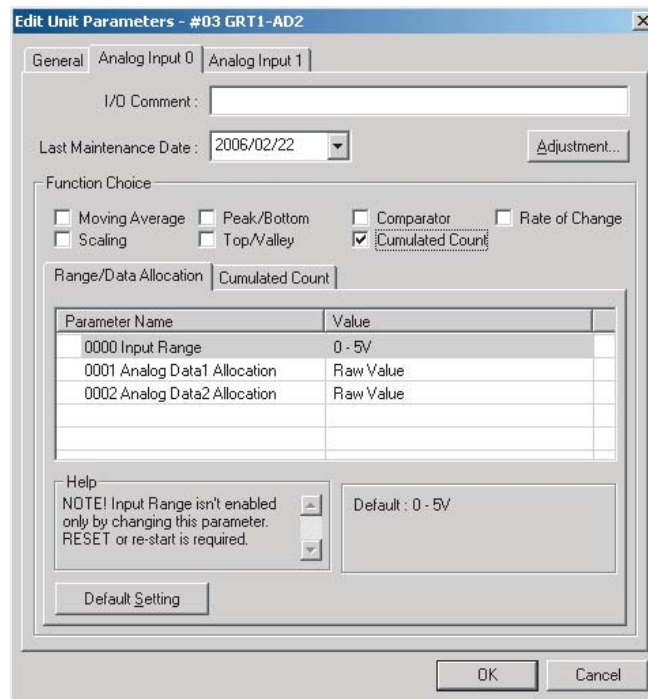 Edit Unit Parameters - #03 GRT1-AD2
General Analog Input 0 Analog Input 1
I/O Comment :
Last Maintenance Date : 2006/02/22 Adjustment...
Function Choice
Moving Average Peak/Bottom Comparator Rate of Change
Scaling Top/Valley Cumulated Count
Range/Data Allocation Cumulated Count
Parameter Name Value
0000 Input Range 0 - 5V
0001 Analog Data1 Allocation Raw Value
0002 Analog Data2 Allocation Raw Value
Help
NOTE! Input Range isn't enabled
only by changing this parameter.
RESET or re-start is required.
Default : 0 - 5V
Default Setting
OK Cancel